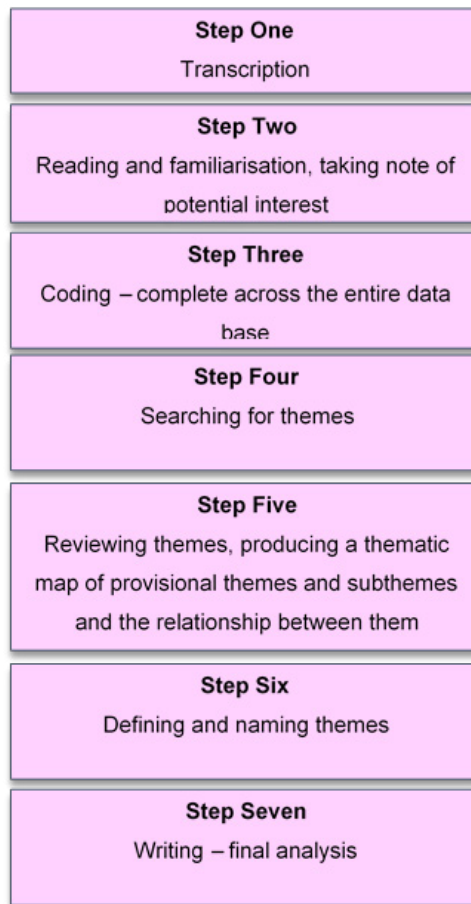 Step One
Transcription
Step Two
Reading and familiarisation, taking note of
potential interest
Step Three
Coding – complete across the entire data
base
Step Four
Searching for themes
Step Five
Reviewing themes, producing a thematic
map of provisional themes and subthemes
and the relationship between them
Step Six
Defining and naming themes
Step Seven
Writing – final analysis